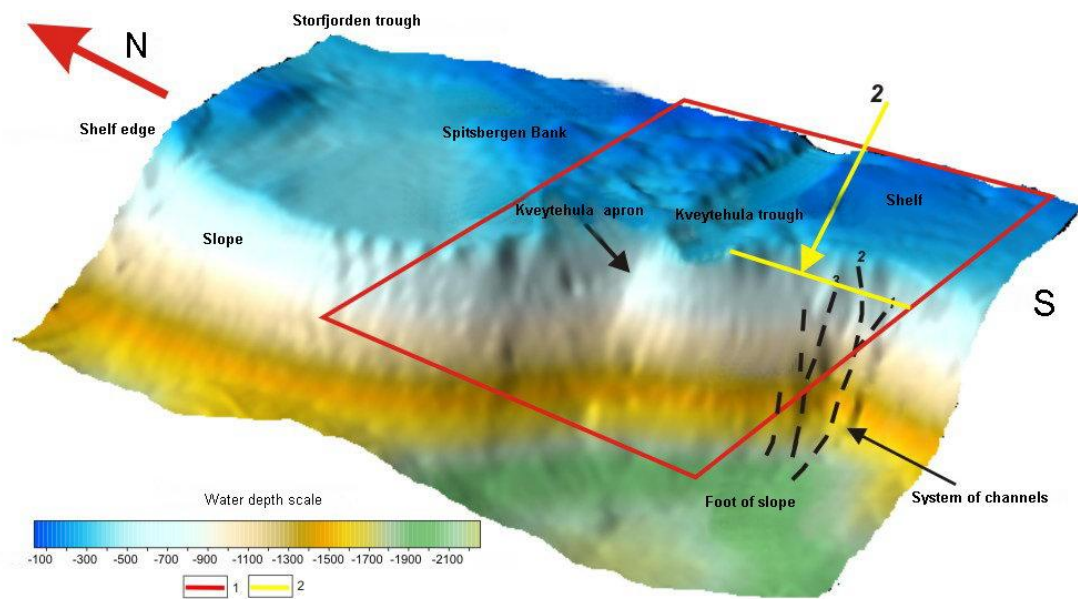 Storfjorden trough
N
2
Shelf edge
Spitsbergen Bank
Kveytehula apron
Kveytehula trough
Shelf
Slope
2
3
S
Water depth scale
Foot of slope
System of channels
-100 -300 -500 -700 -900 -1100 -1300 -1500 -1700 -1900 -2100
1 2